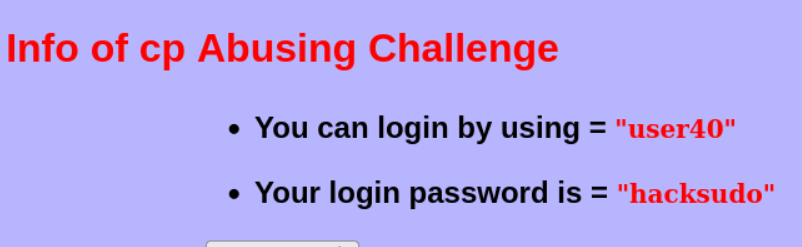 Info of cp Abusing Challenge
• You can login by using = "user40"
• Your login password is = "hacksudo"